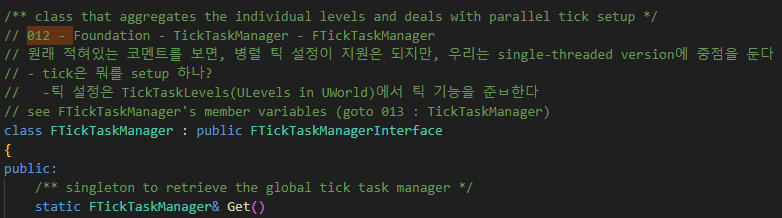 /** class that aggregates the individual levels and deals with parallel tick setup */
// 012 - Foundation - TickTaskManager - FTickTaskManager
// 원래 적혀있는 코멘트를 보면, 병렬 틱 설정이 지원은 되지만, 우리는 single-threaded version에 중점을 둔다
// - tick은 뭐를 setup 하나?
//   -틱 설정은 TickTaskLevels(ULevels in UWorld)에서 틱 기능을 준ㅂ한다
// see FTickTaskManager's member variables (goto 013 : TickTaskManager)
class FTickTaskManager : public FTickTaskManagerInterface
{
public:
    /** singleton to retrieve the global tick task manager */
    static FTickTaskManager& Get()